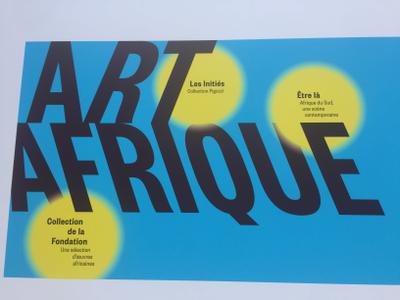 ART
AFRIQUE
Les Initiés
Collection Pigozzi
Être là
Afrique du Sud,
une scène
contemporaine
Collection
de la
Fondation
Une sélection
d'œuvres
africaines